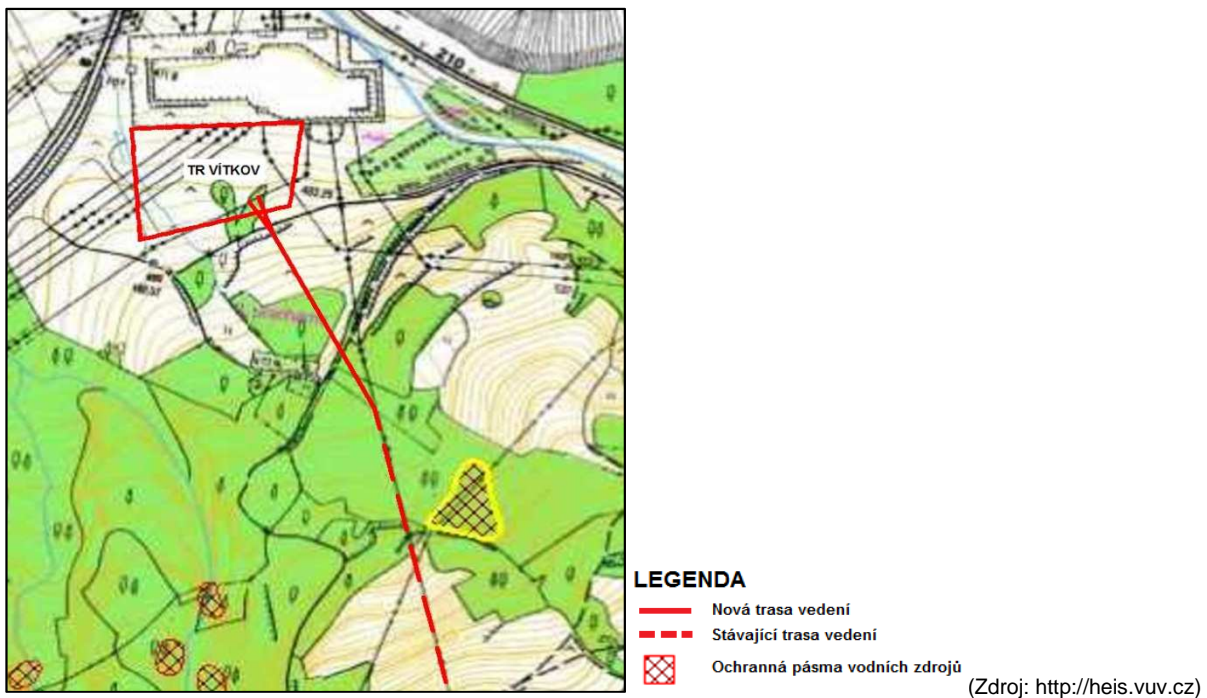 210
TR VÍTKOV
LEGENDA
Nová trasa vedení
Stávající trasa vedení
Ochranná pásma vodních zdrojů
(Zdroj: http://heis.vuv.cz)